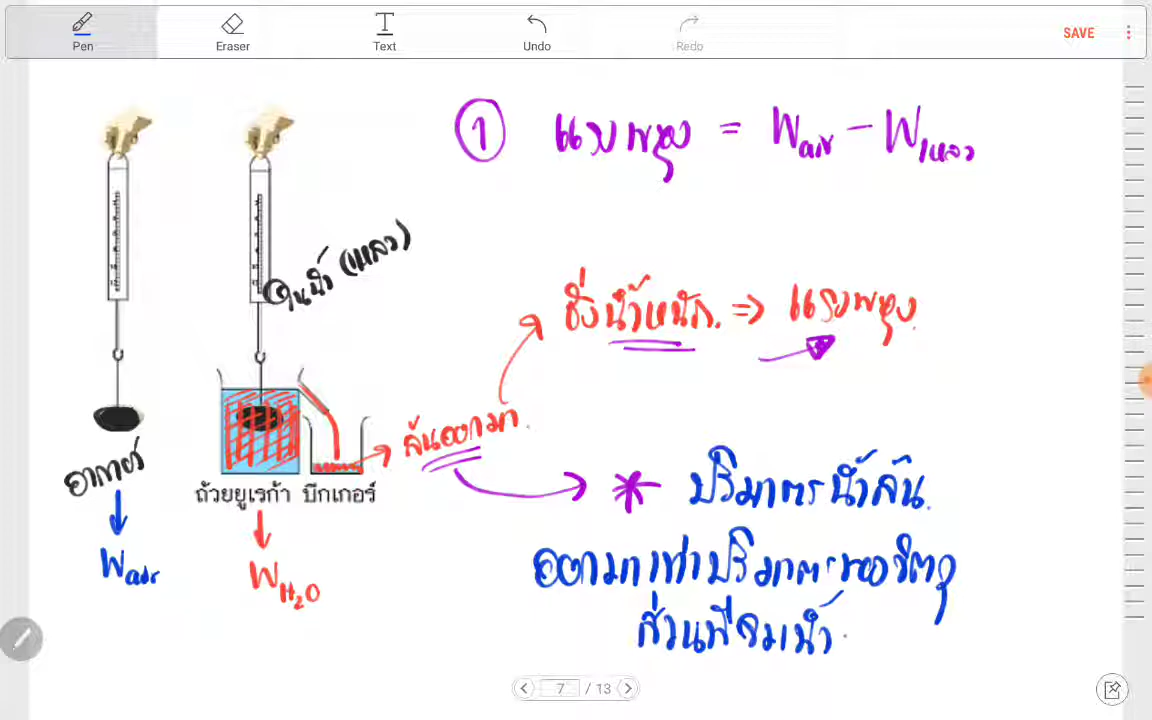 Pen
Eraser
Text
Undo
Redo
SAVE
① แรงพยุง = Wair - Wเหลว
ในน้ำ (เหลว)
ชั่งน้ำหนัก. ⇒ แรงพยุง.
ล้นออกมา.
อากาศ
ถ้วยยูเรก้า บีกเกอร์
* ปริมาตรน้ำล้น.
ออกมาเท่าปริมาตรของวัตถุ
ส่วนที่จมน้ำ.
Wair
WH₂O
7 / 13